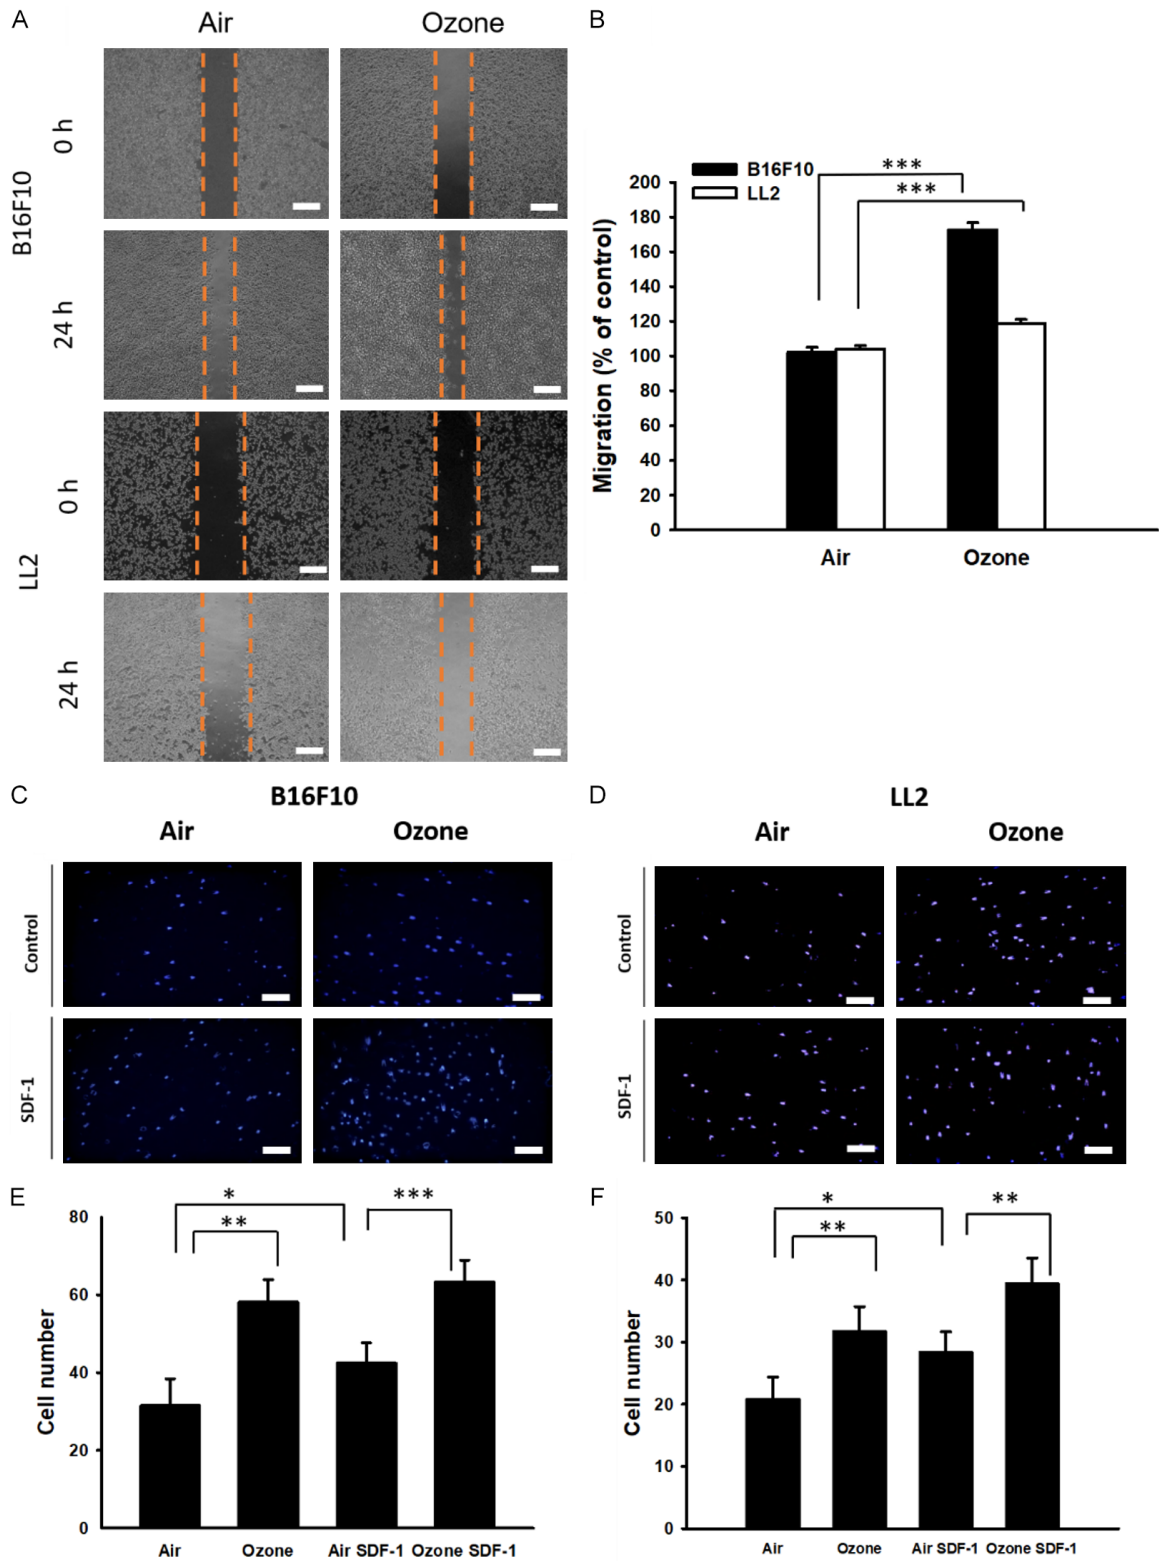 A
Air
Ozone
B16F10
0 h
24 h
LL2
0 h
24 h
B
B16F10
LL2
***
***
Migration (% of control)
200
180
160
140
120
100
80
60
40
20
0
Air
Ozone
C
B16F10
Air
Ozone
Control
SDF-1
D
LL2
Air
Ozone
Control
SDF-1
E
*
**
***
Cell number
80
60
40
20
0
Air
Ozone
Air SDF-1
Ozone SDF-1
F
*
**
**
Cell number
50
40
30
20
10
0
Air
Ozone
Air SDF-1
Ozone SDF-1